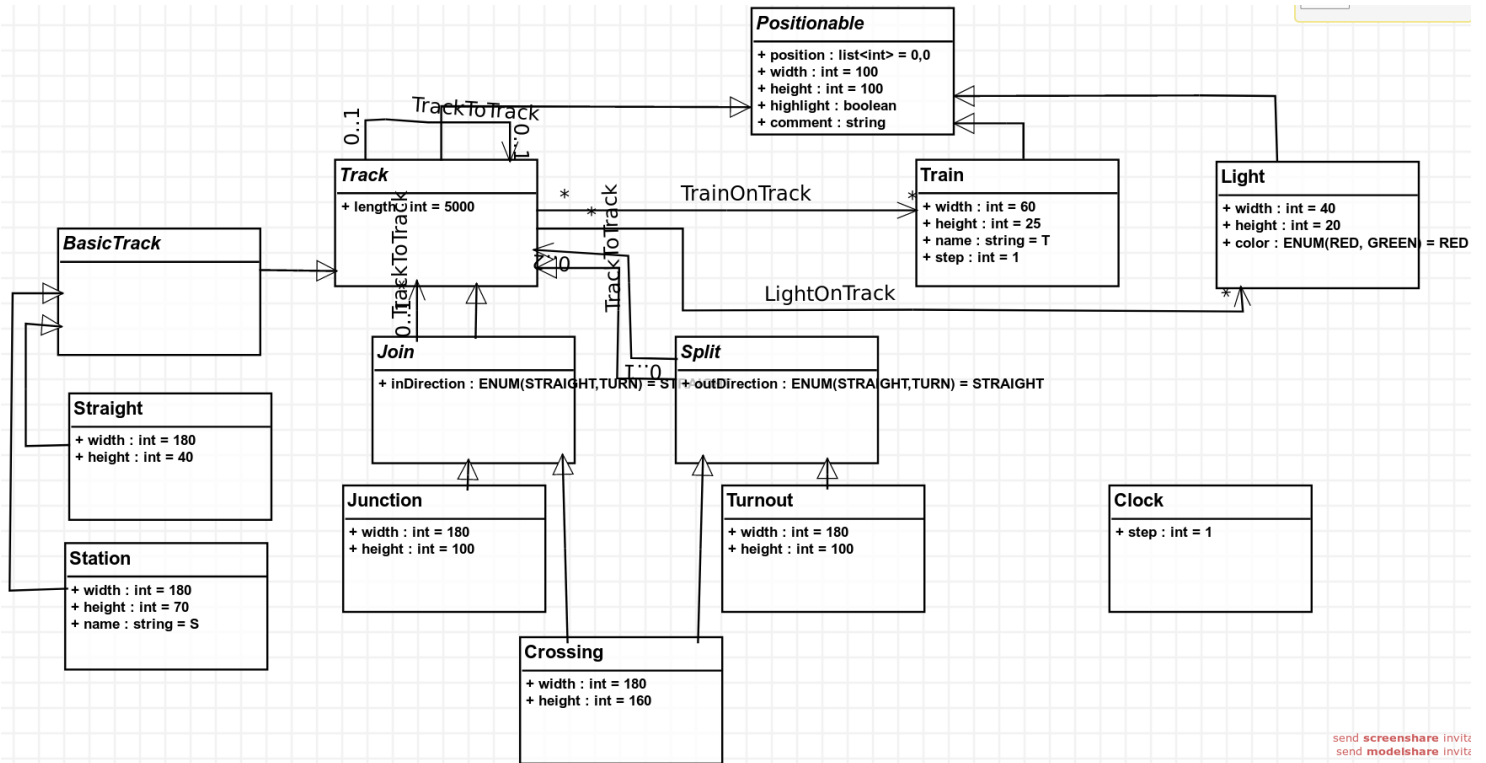 Positionable
+ position : list<int> = 0,0
+ width : int = 100
+ height : int = 100
+ highlight : boolean
+ comment : string
TrackToTrack
0..1
0..1
Track
+ length : int = 5000
*
*
TrainOnTrack
*
Train
+ width : int = 60
+ height : int = 25
+ name : string = T
+ step : int = 1
Light
+ width : int = 40
+ height : int = 20
+ color : ENUM(RED, GREEN) = RED
BasicTrack
TrackToTrack
0..1
TrackToTrack
0..1
LightOnTrack
*
Join
+ inDirection : ENUM(STRAIGHT,TURN) = ST
Split
+ outDirection : ENUM(STRAIGHT,TURN) = STRAIGHT
Straight
+ width : int = 180
+ height : int = 40
Junction
+ width : int = 180
+ height : int = 100
Turnout
+ width : int = 180
+ height : int = 100
Clock
+ step : int = 1
Station
+ width : int = 180
+ height : int = 70
+ name : string = S
Crossing
+ width : int = 180
+ height : int = 160
send screenshare invita
send modelshare invita